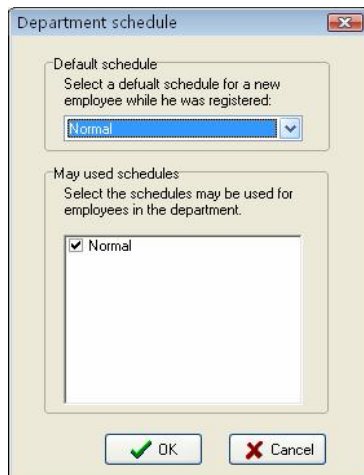 Department schedule
Default schedule
Select a defualt schedule for a new
employee while he was registered:
Normal
May used schedules
Select the schedules may be used for
employees in the department.
Normal
OK
Cancel